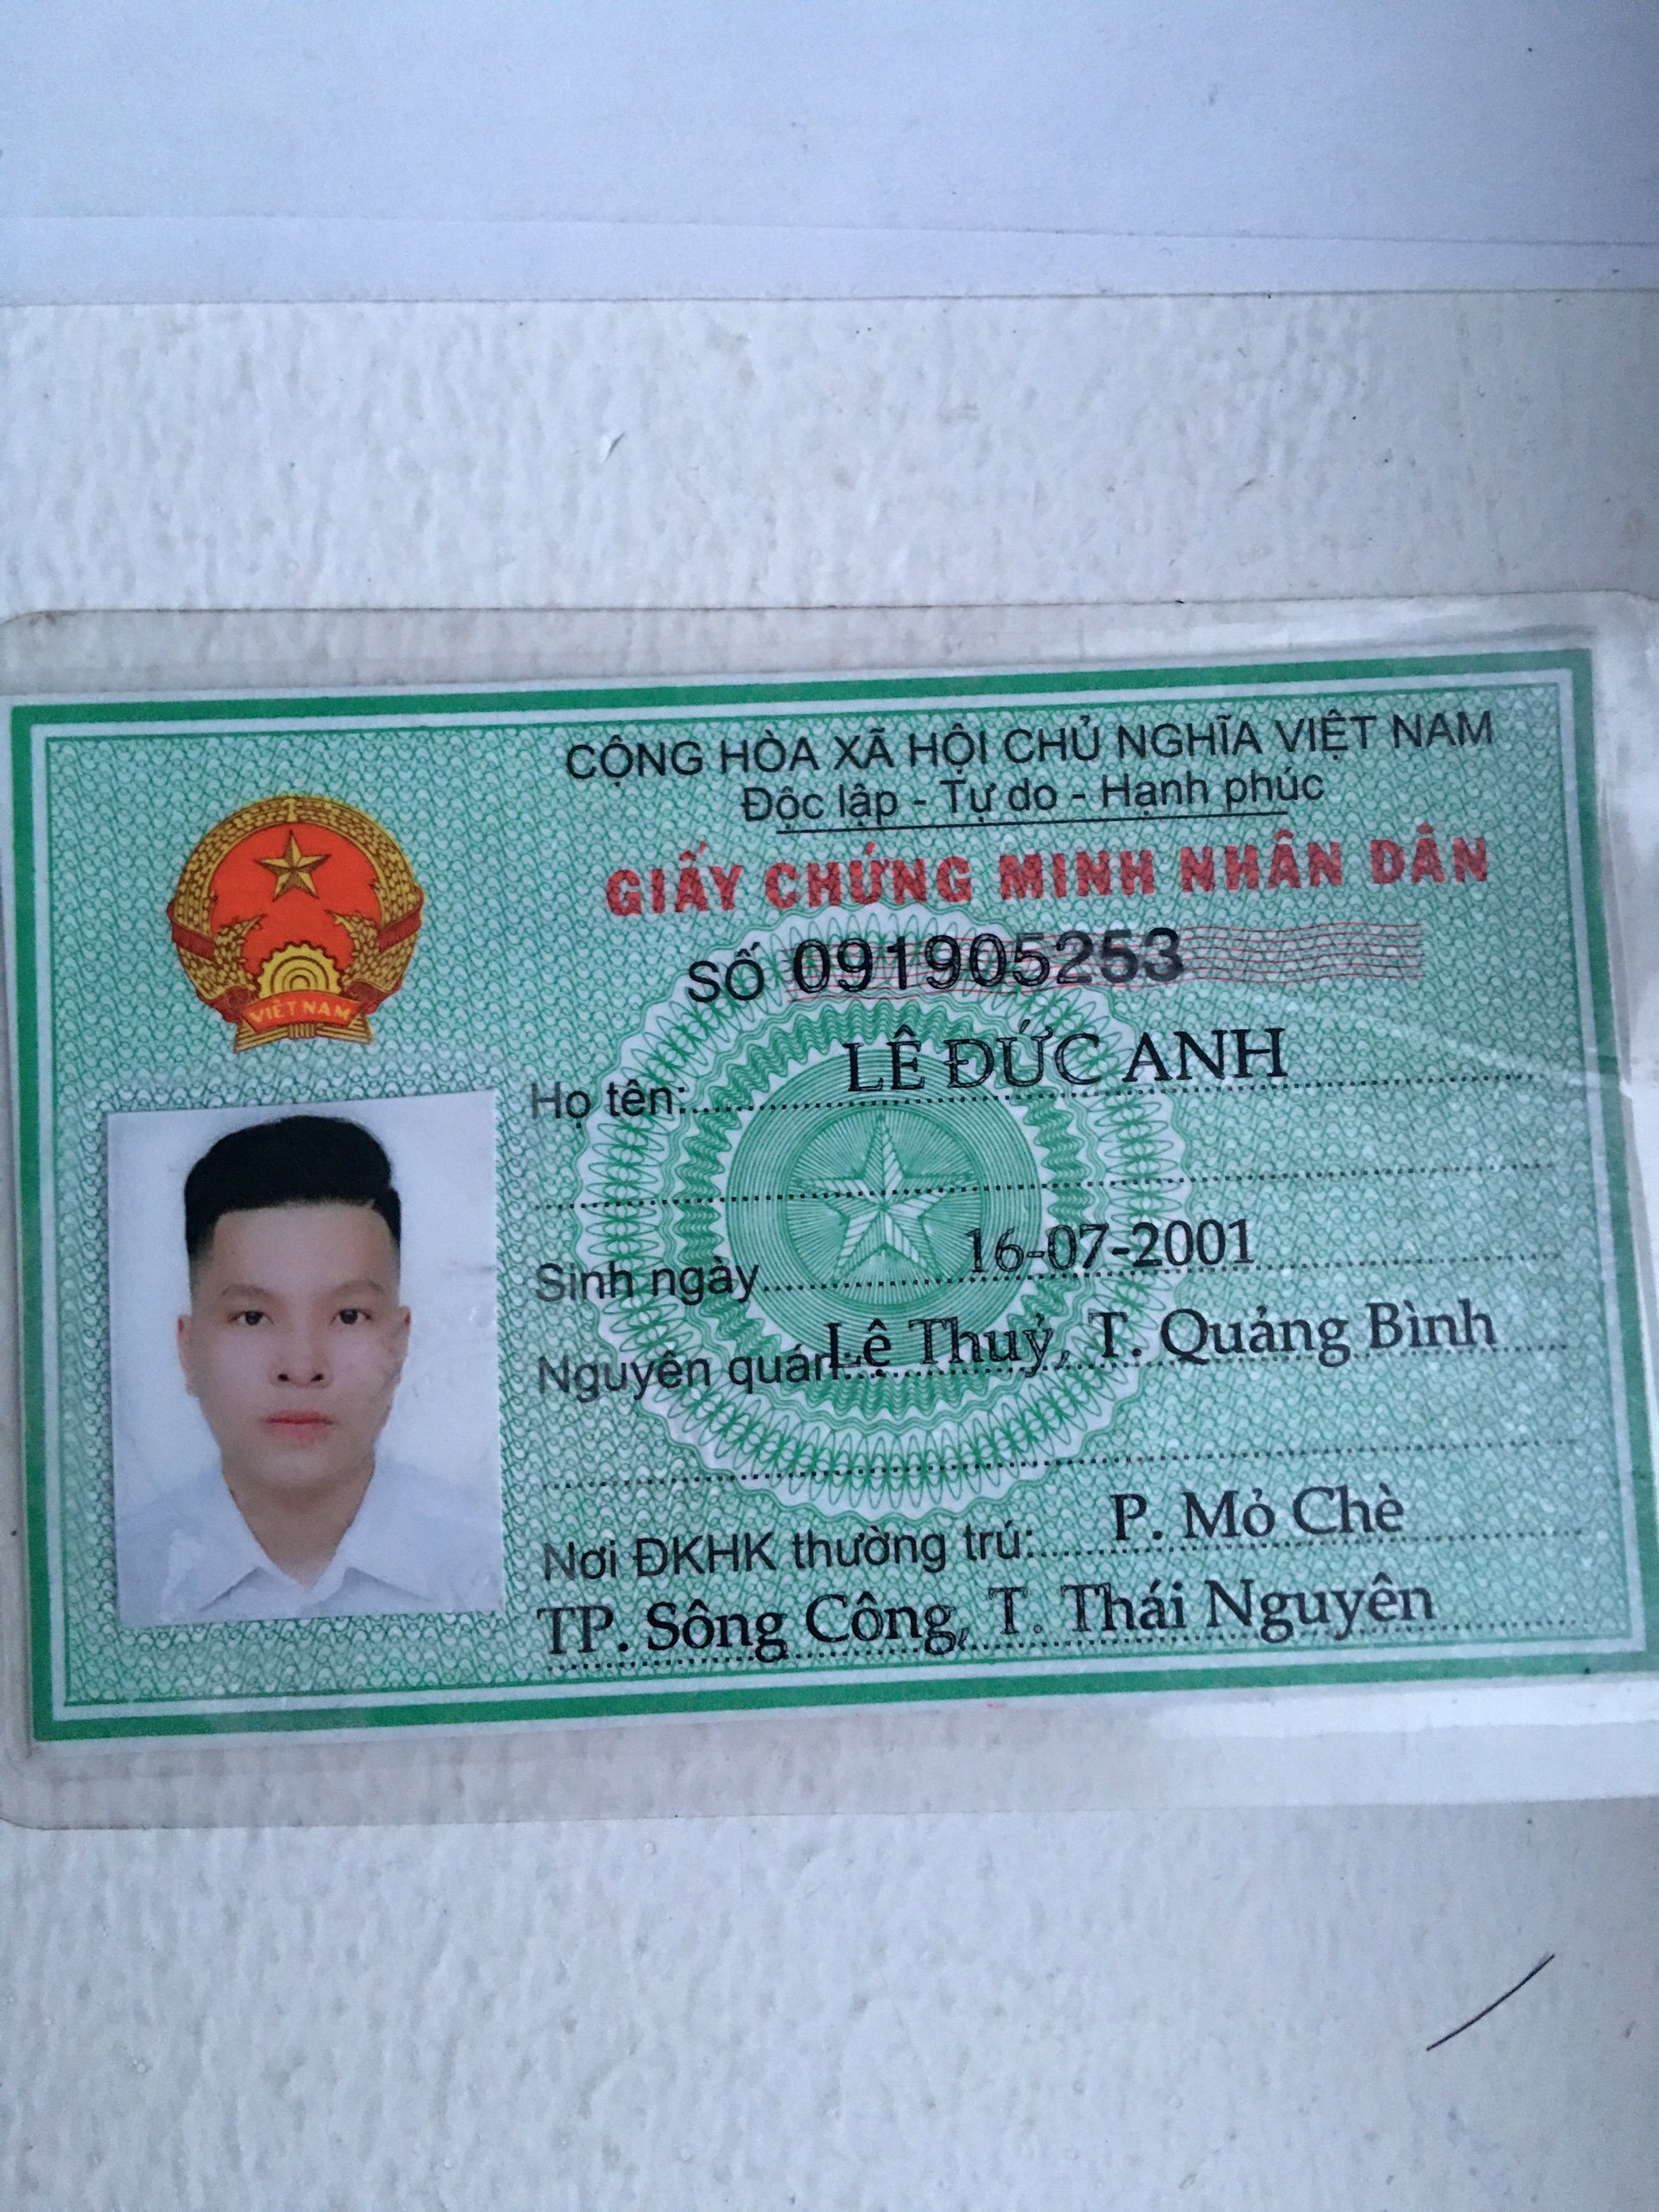 CỘNG HÒA XÃ HỘI CHỦ NGHĨA VIỆT NAM
Độc lập - Tự do - Hạnh phúc
GIẤY CHỨNG MINH NHÂN DÂN
SỐ 091905253
VIỆT NAM
Họ tên: LÊ ĐỨC ANH
Sinh ngày 16-07-2001
Nguyên quán: Lệ Thuỷ, T. Quảng Bình
Nơi ĐKHK thường trú: P. Mỏ Chè
TP. Sông Công, T. Thái Nguyên